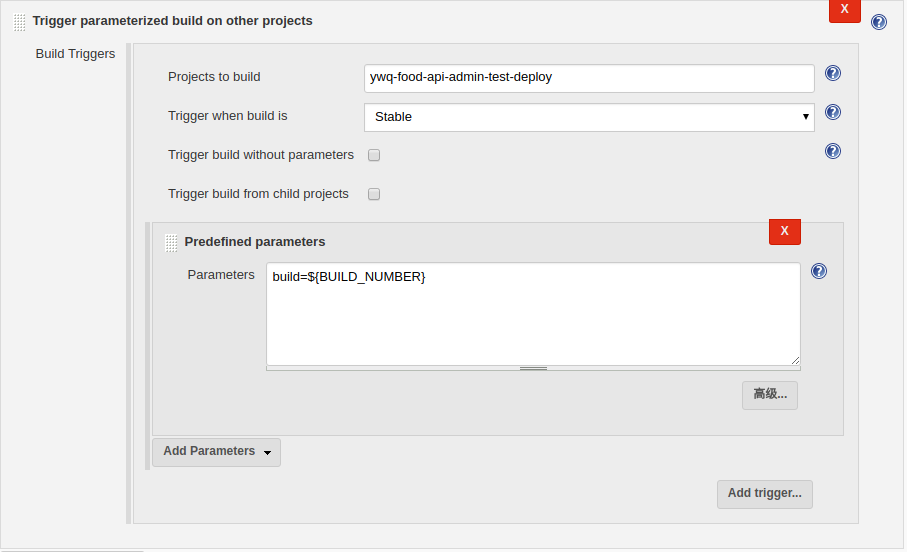 X
Trigger parameterized build on other projects
?
Build Triggers
Projects to build
ywq-food-api-admin-test-deploy
?
Trigger when build is
Stable
?
Trigger build without parameters
?
Trigger build from child projects
X
Predefined parameters
Parameters
build=${BUILD_NUMBER}
?
高级...
Add Parameters
Add trigger...